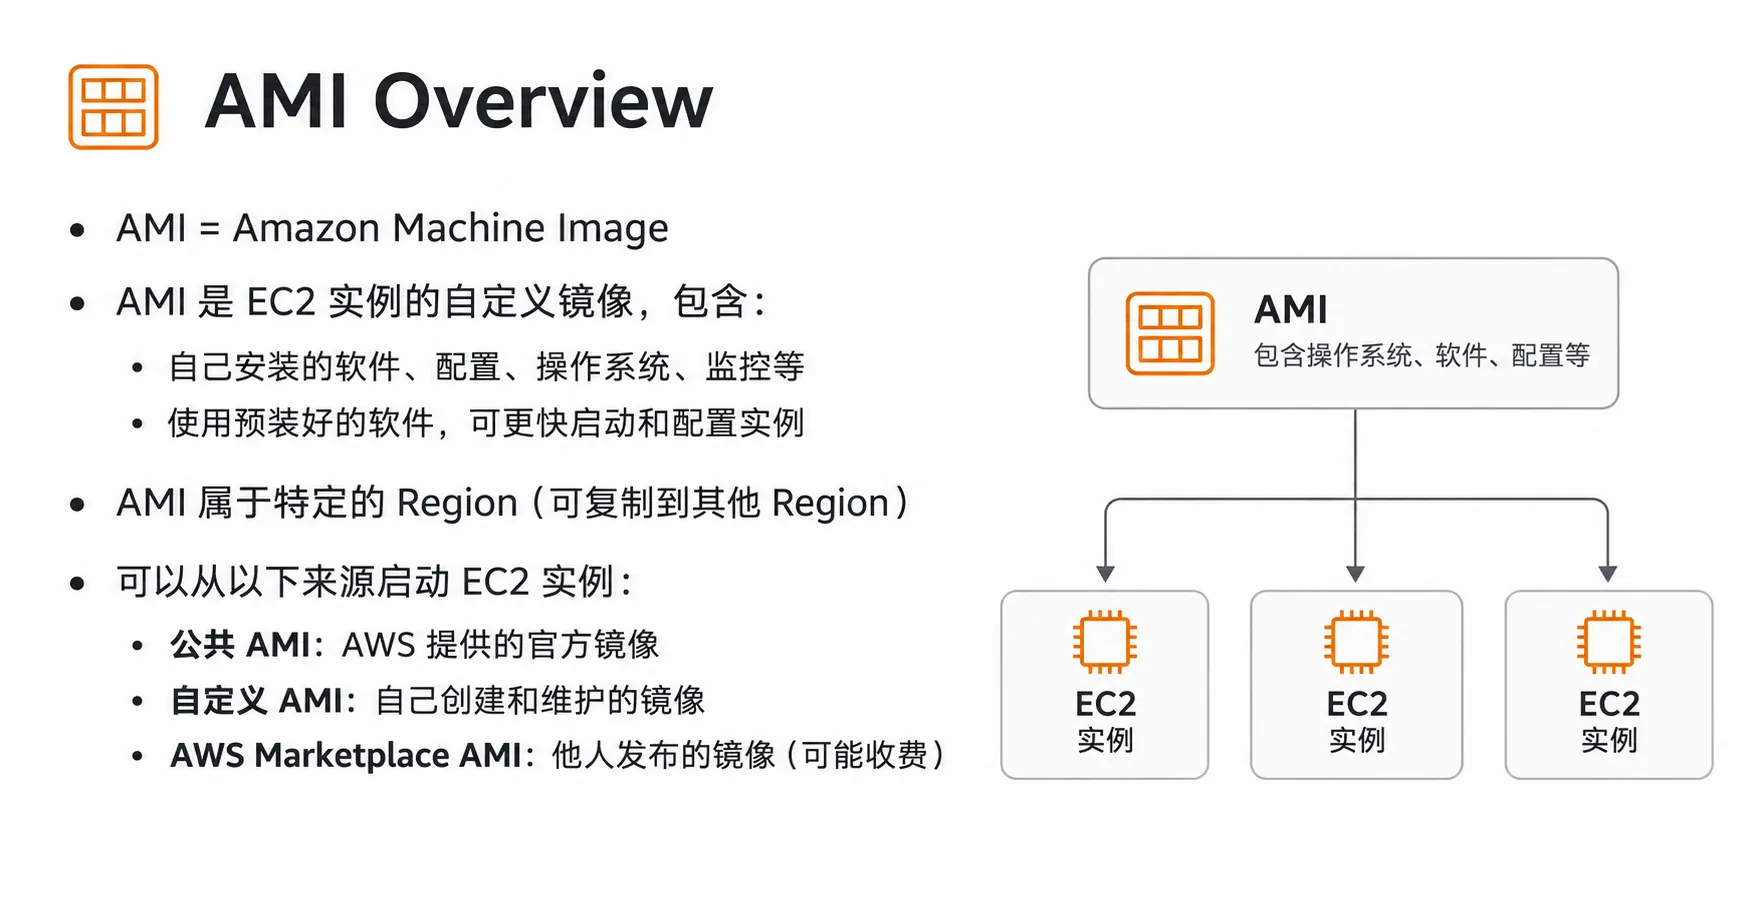 AMI Overview
• AMI = Amazon Machine Image
• AMI 是 EC2 实例的自定义镜像，包含：
• 自己安装的软件、配置、操作系统、监控等
• 使用预装好的软件，可更快启动和配置实例
• AMI 属于特定的 Region（可复制到其他 Region）
• 可以从以下来源启动 EC2 实例：
• 公共 AMI：AWS 提供的官方镜像
• 自定义 AMI：自己创建和维护的镜像
• AWS Marketplace AMI：他人发布的镜像（可能收费）
AMI
包含操作系统、软件、配置等
EC2
实例
EC2
实例
EC2
实例